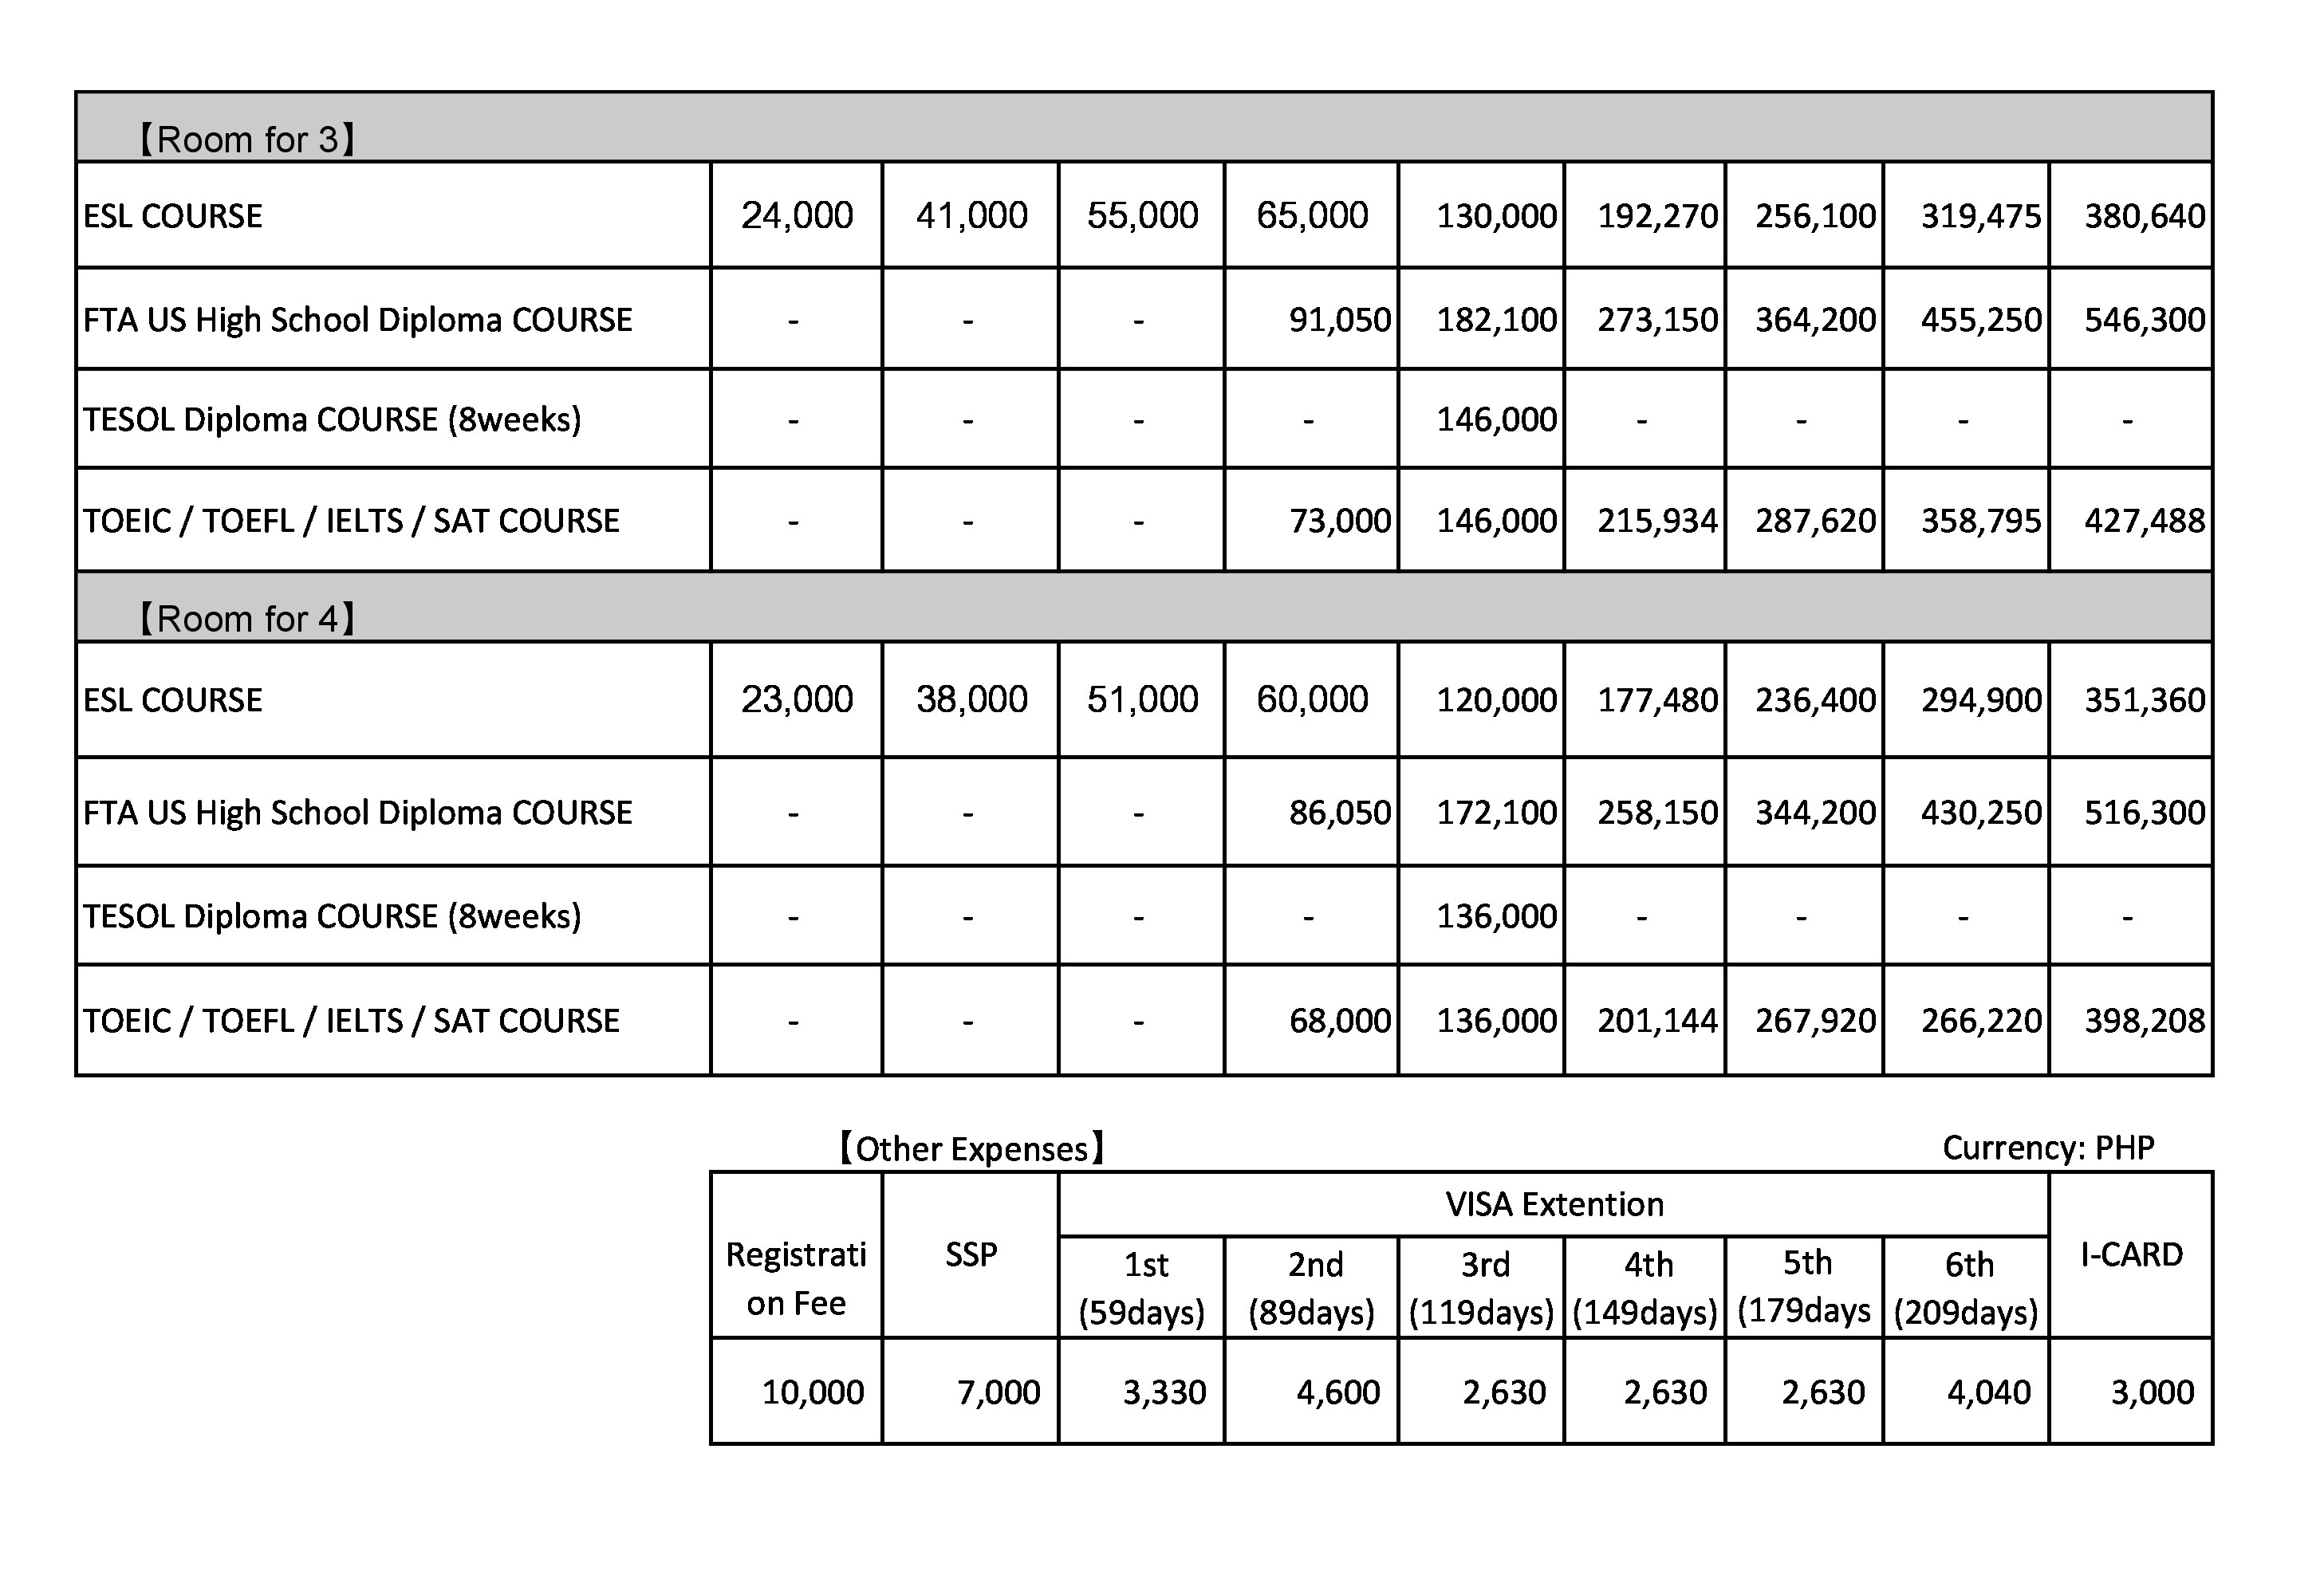 【Room for 3】
ESL COURSE 24,000 41,000 55,000 65,000 130,000 192,270 256,100 319,475 380,640
FTA US High School Diploma COURSE - - - 91,050 182,100 273,150 364,200 455,250 546,300
TESOL Diploma COURSE (8weeks) - - - - 146,000 - - - -
TOEIC / TOEFL / IELTS / SAT COURSE - - - 73,000 146,000 215,934 287,620 358,795 427,488
【Room for 4】
ESL COURSE 23,000 38,000 51,000 60,000 120,000 177,480 236,400 294,900 351,360
FTA US High School Diploma COURSE - - - 86,050 172,100 258,150 344,200 430,250 516,300
TESOL Diploma COURSE (8weeks) - - - - 136,000 - - - -
TOEIC / TOEFL / IELTS / SAT COURSE - - - 68,000 136,000 201,144 267,920 266,220 398,208
【Other Expenses】 Currency: PHP
Registrati
on Fee
SSP
VISA Extention
1st 2nd 3rd 4th 5th 6th
(59days) (89days) (119days) (149days) (179days (209days)
I-CARD
10,000 7,000 3,330 4,600 2,630 2,630 2,630 4,040 3,000